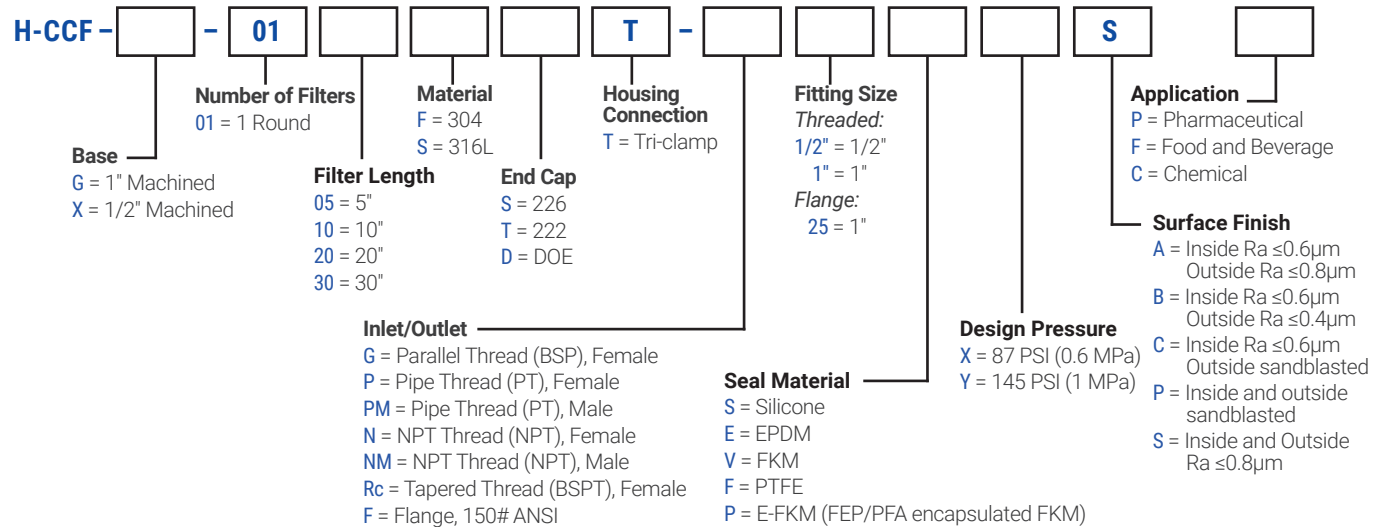 H-CCF – – 01 T – S
Number of Filters
01 = 1 Round
Material
F = 304
S = 316L
Housing
Connection
T = Tri-clamp
Fitting Size
Threaded:
1/2" = 1/2"
1" = 1"
Flange:
25 = 1"
Application
P = Pharmaceutical
F = Food and Beverage
C = Chemical
Base
G = 1" Machined
X = 1/2" Machined
Filter Length
05 = 5"
10 = 10"
20 = 20"
30 = 30"
End Cap
S = 226
T = 222
D = DOE
Surface Finish
A = Inside Ra ≤0.6µm
Outside Ra ≤0.8µm
B = Inside Ra ≤0.6µm
Outside Ra ≤0.4µm
C = Inside Ra ≤0.6µm
Outside sandblasted
P = Inside and outside
sandblasted
S = Inside and Outside
Ra ≤0.8µm
Inlet/Outlet
G = Parallel Thread (BSP), Female
P = Pipe Thread (PT), Female
PM = Pipe Thread (PT), Male
N = NPT Thread (NPT), Female
NM = NPT Thread (NPT), Male
Rc = Tapered Thread (BSPT), Female
F = Flange, 150# ANSI
Seal Material
S = Silicone
E = EPDM
V = FKM
F = PTFE
P = E-FKM (FEP/PFA encapsulated FKM)
Design Pressure
X = 87 PSI (0.6 MPa)
Y = 145 PSI (1 MPa)